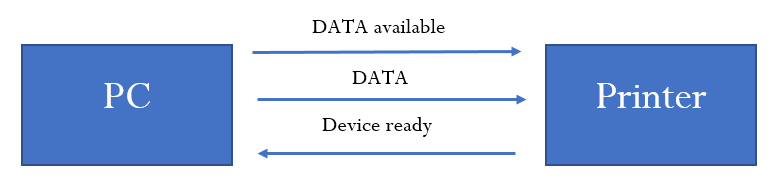 DATA available
PC
DATA
Printer
Device ready